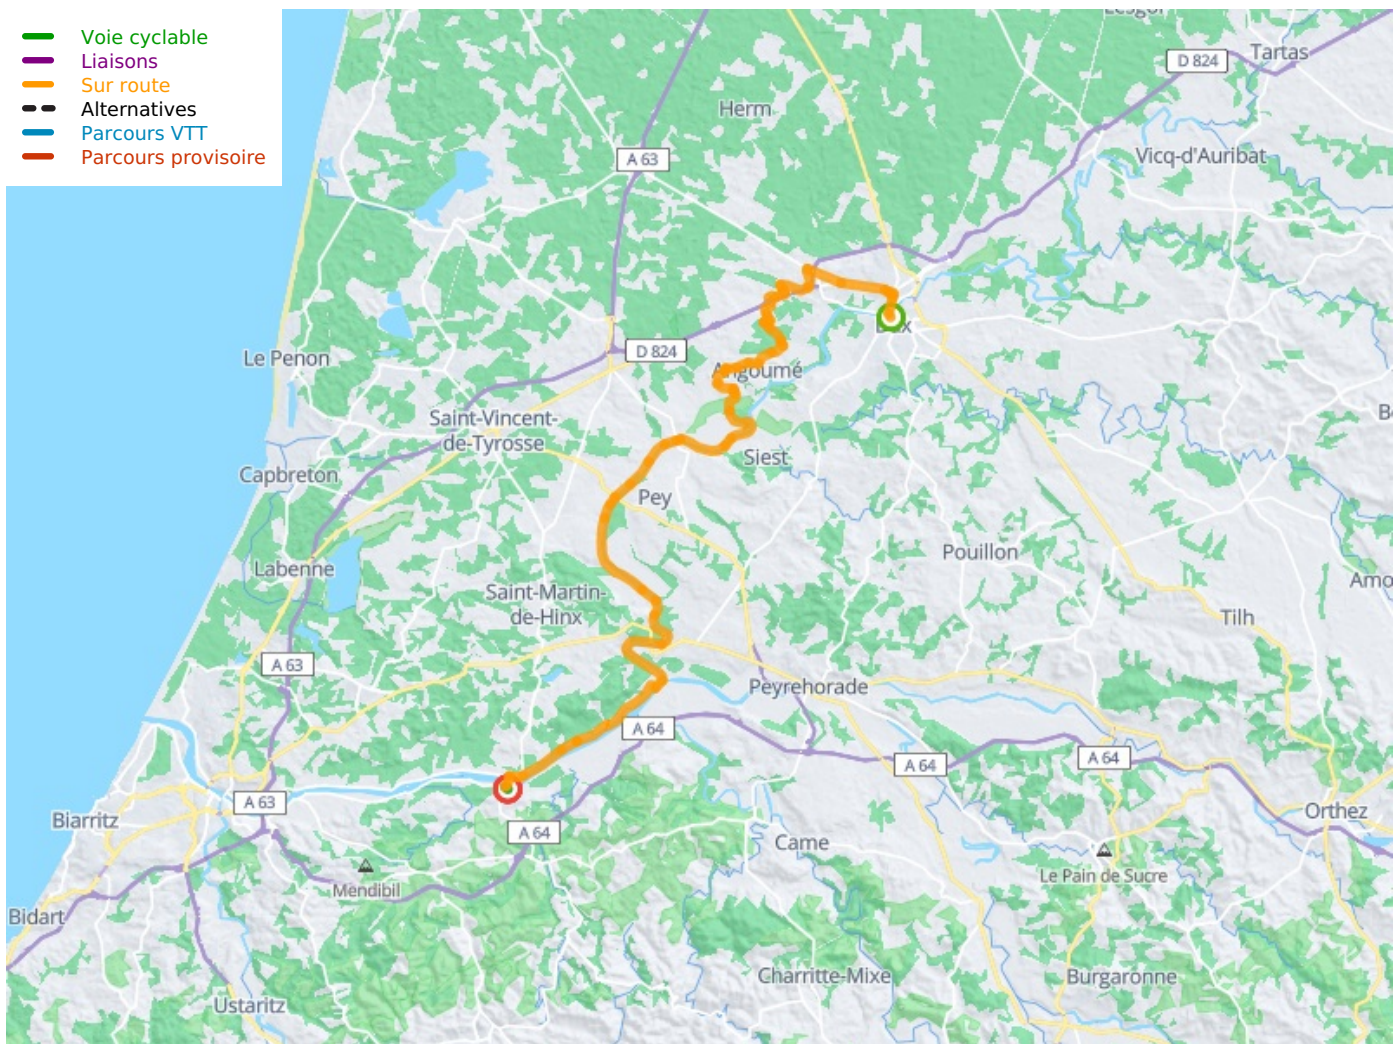 Voie cyclable
Liaisons
Sur route
Alternatives
Parcours VTT
Parcours provisoire
D 824
Tartas
Herm
A 63
Vicq-d'Auribat
Le Penon
D 824
Angoumé
Saint-Vincent-
de-Tyrosse
Siest
Capbreton
Pey
Pouillon
Labenne
Saint-Martin-
de-Hinx
Tilh
A 63
Peyrehorade
A 64
A 64
A 64
A 63
Biarritz
A 64
Orthez
Came
Mendibil
Le Pain de Sucre
Bidart
Charritte-Mixe
Burgaronne
Ustaritz